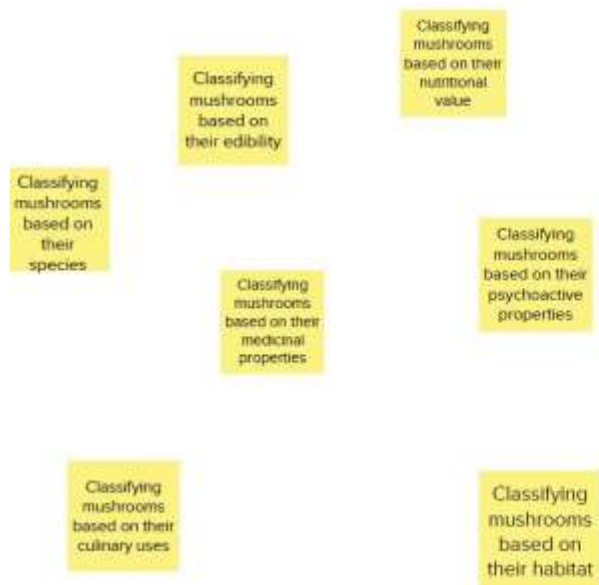 Classifying
mushrooms
based on their
nutritional
value
Classifying
mushrooms
based on
their edibility
Classifying
mushrooms
based on
their
species
Classifying
mushrooms
based on their
psychoactive
properties
Classifying
mushrooms
based on their
medicinal
properties
Classifying
mushrooms
based on their
culinary uses
Classifying
mushrooms
based on
their habitat